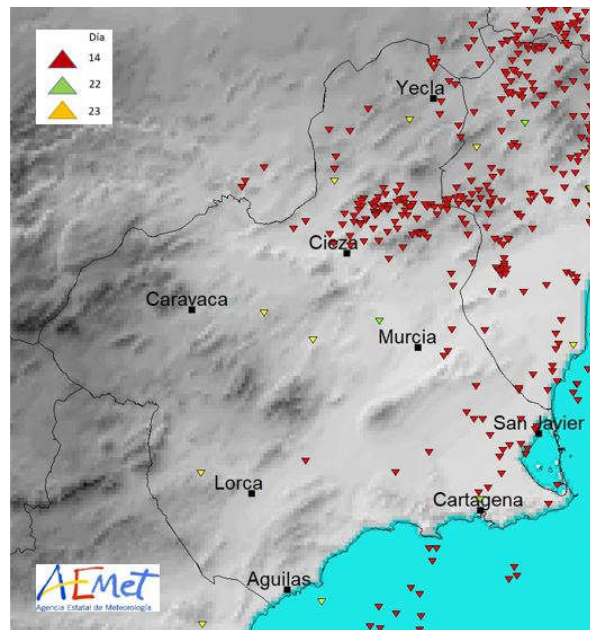 Día
14
22
23
Yecla
Cieza
Caravaca
Murcia
San Javier
Lorca
Cartagena
Aguilas
AEMet
Agencia Estatal de Meteorología